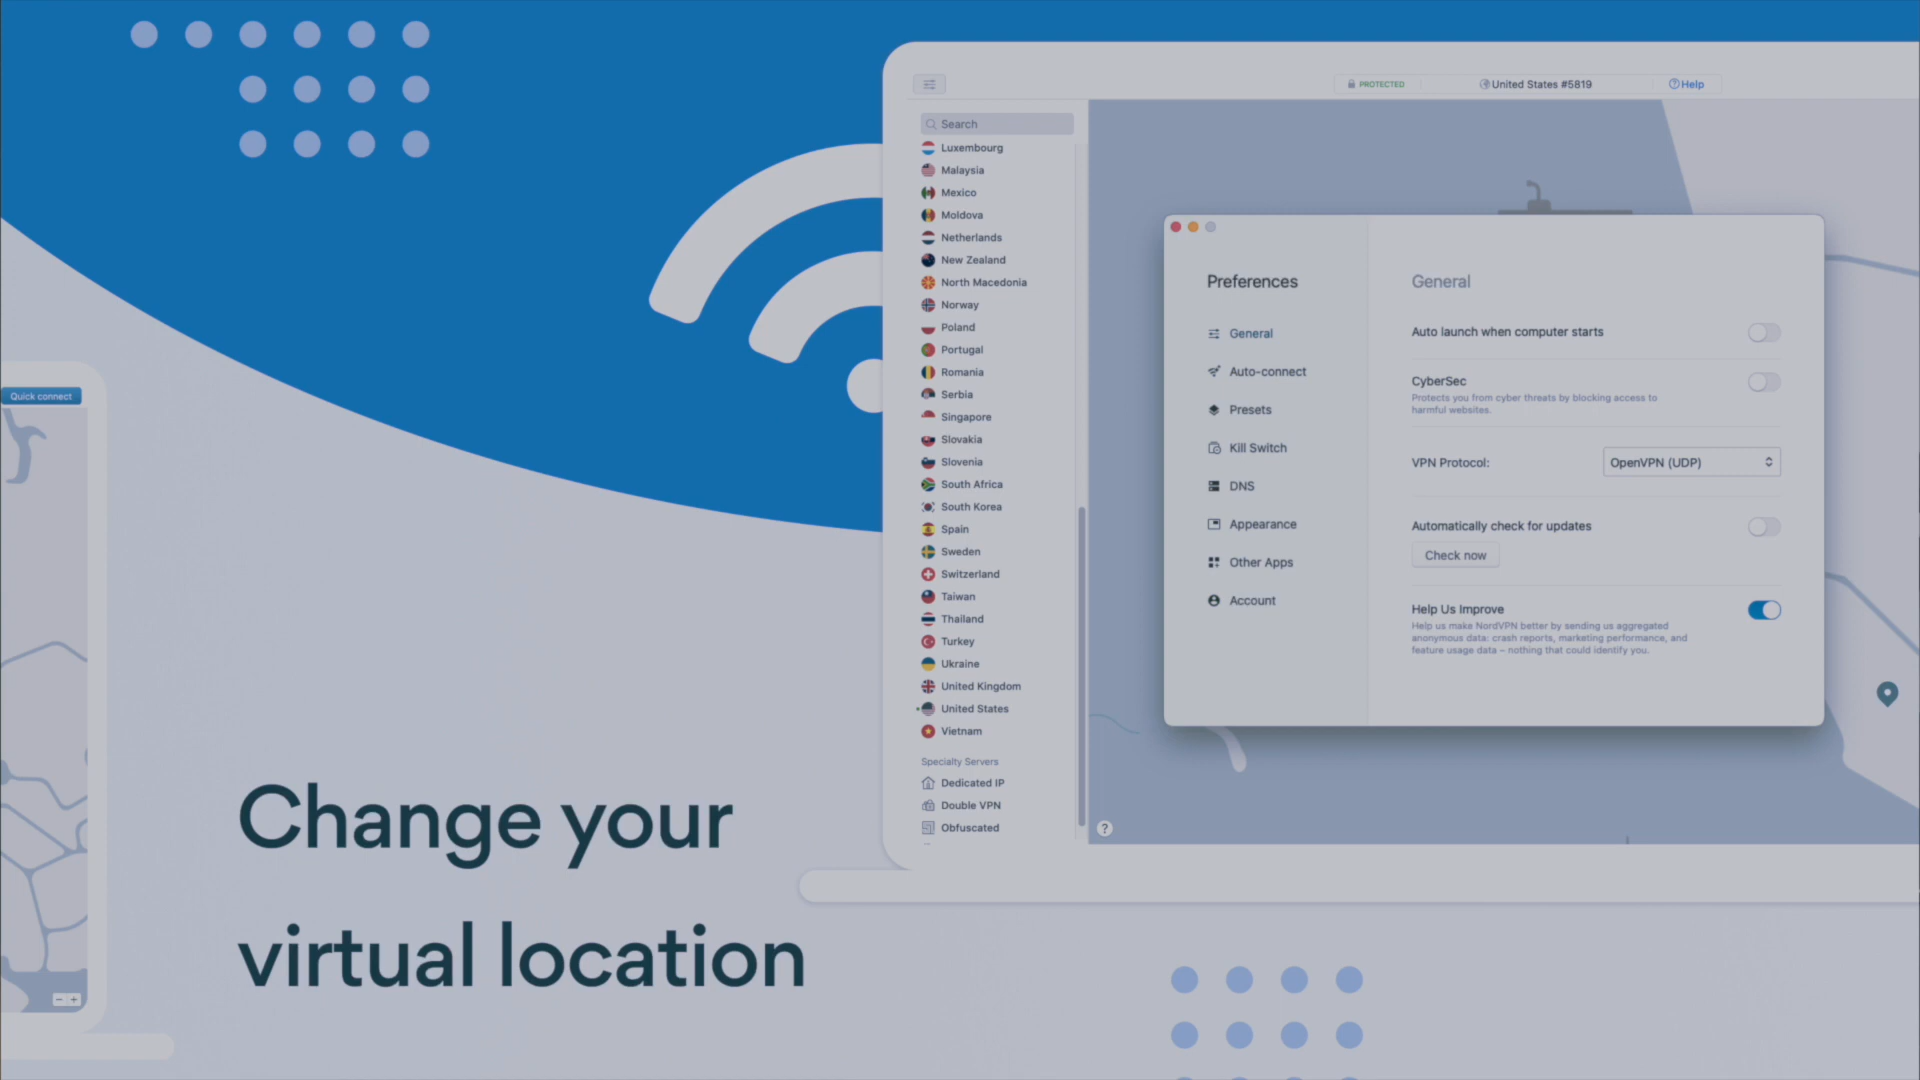 PROTECTED
United States #5819
Help
Search
Luxembourg
Malaysia
Mexico
Moldova
Netherlands
New Zealand
North Macedonia
Norway
Poland
Portugal
Romania
Serbia
Singapore
Slovakia
Slovenia
South Africa
South Korea
Spain
Sweden
Switzerland
Taiwan
Thailand
Turkey
Ukraine
United Kingdom
United States
Vietnam
Specialty Servers
Dedicated IP
Double VPN
Obfuscated
?
Preferences
General
Auto-connect
Presets
Kill Switch
DNS
Appearance
Other Apps
Account
General
Auto launch when computer starts
CyberSec
Protects you from cyber threats by blocking access to
harmful websites.
VPN Protocol:
OpenVPN (UDP)
Automatically check for updates
Check now
Help Us Improve
Help us make NordVPN better by sending us aggregated
anonymous data: crash reports, marketing performance, and
feature usage data – nothing that could identify you.
Quick connect
Change your
virtual location